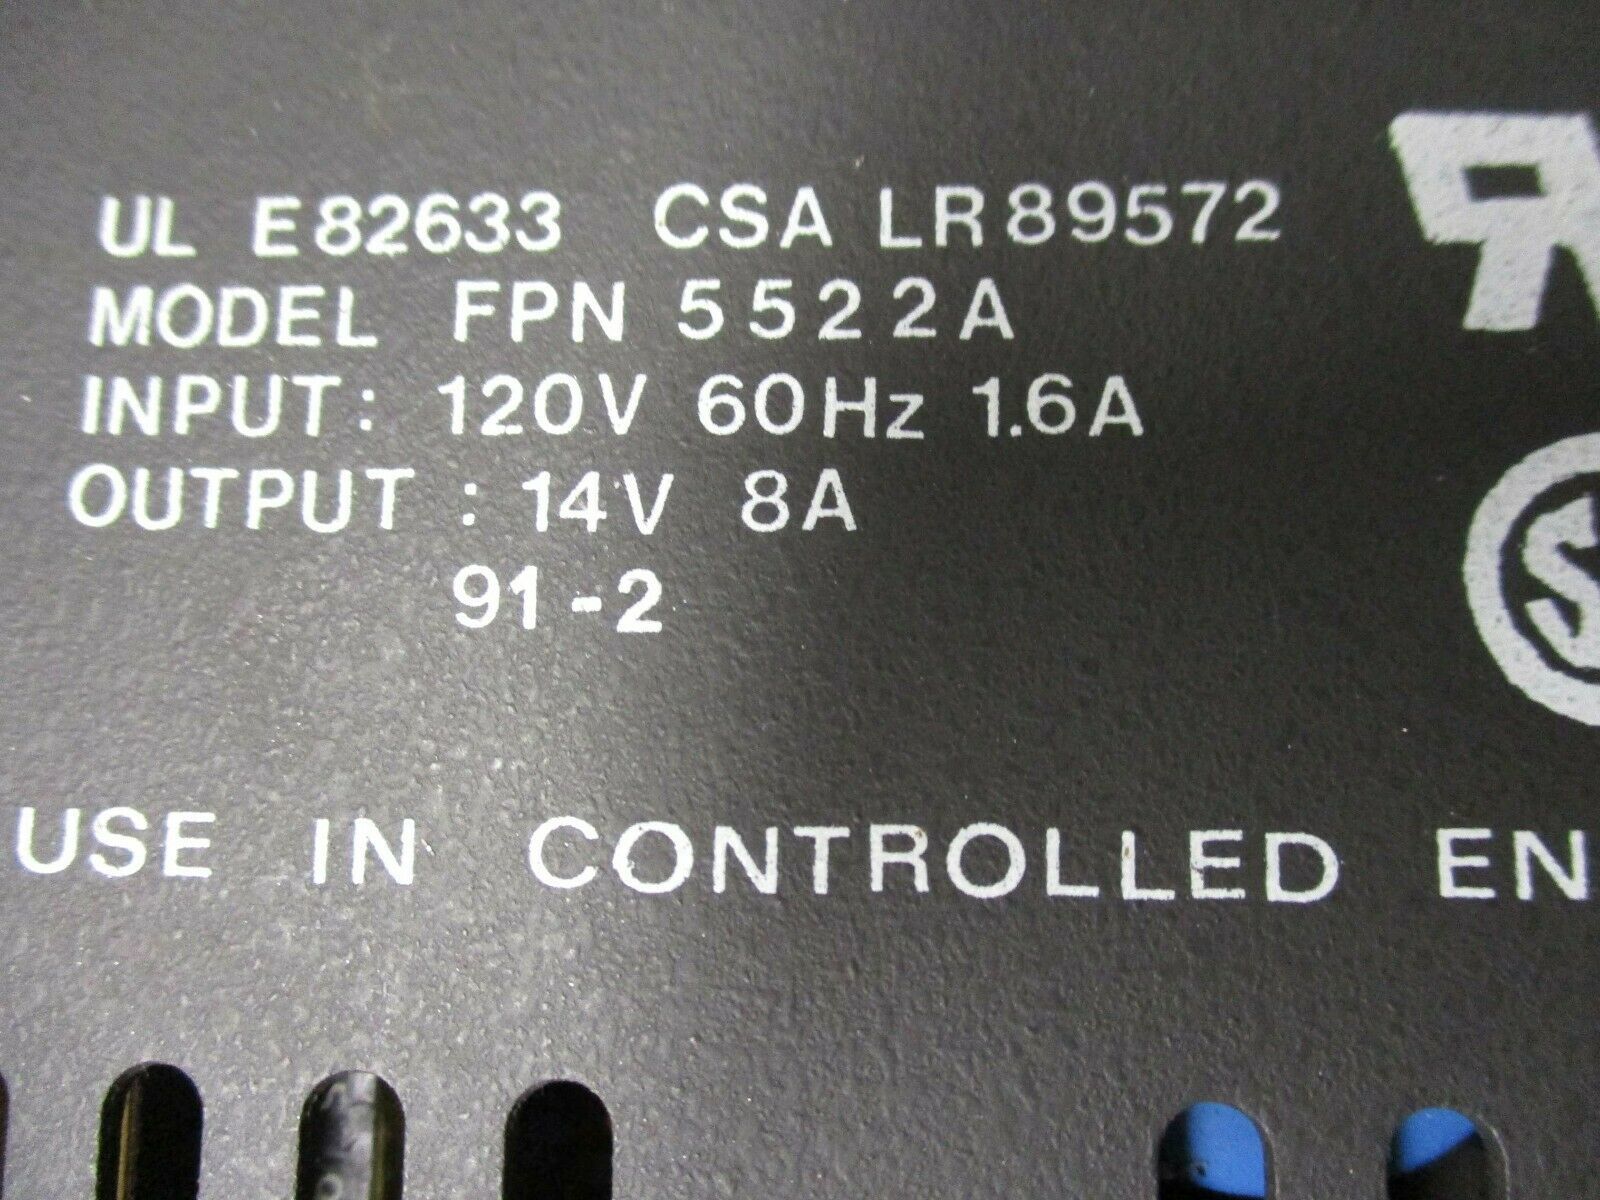 UL E82633 CSA LR89572
MODEL FPN 5522A
INPUT: 120V 60Hz 1.6A
OUTPUT : 14V 8A
91-2
USE IN CONTROLLED EN